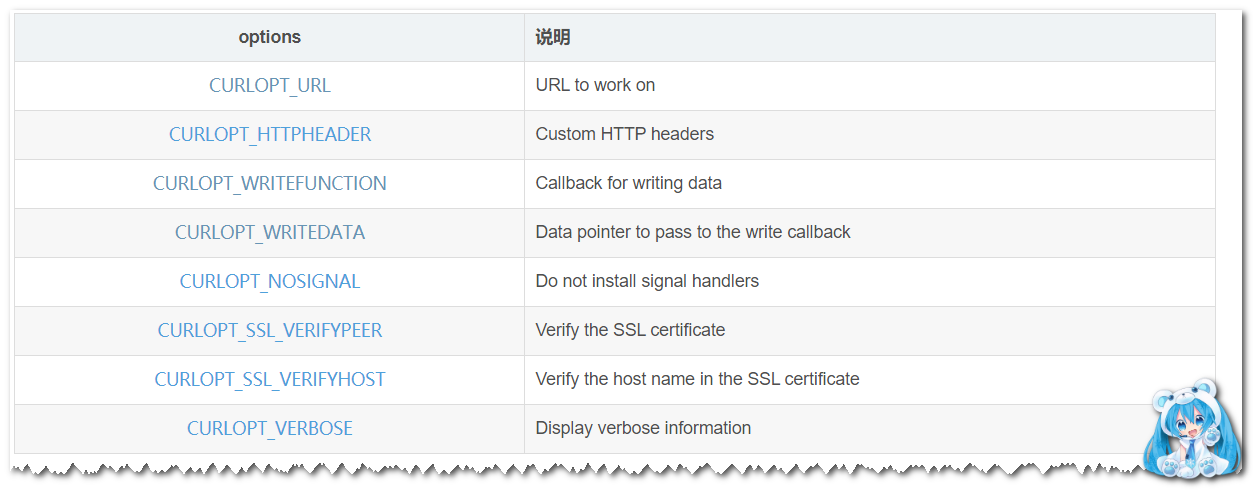 options 说明
CURLOPT_URL URL to work on
CURLOPT_HTTPHEADER Custom HTTP headers
CURLOPT_WRITEFUNCTION Callback for writing data
CURLOPT_WRITEDATA Data pointer to pass to the write callback
CURLOPT_NOSIGNAL Do not install signal handlers
CURLOPT_SSL_VERIFYPEER Verify the SSL certificate
CURLOPT_SSL_VERIFYHOST Verify the host name in the SSL certificate
CURLOPT_VERBOSE Display verbose information